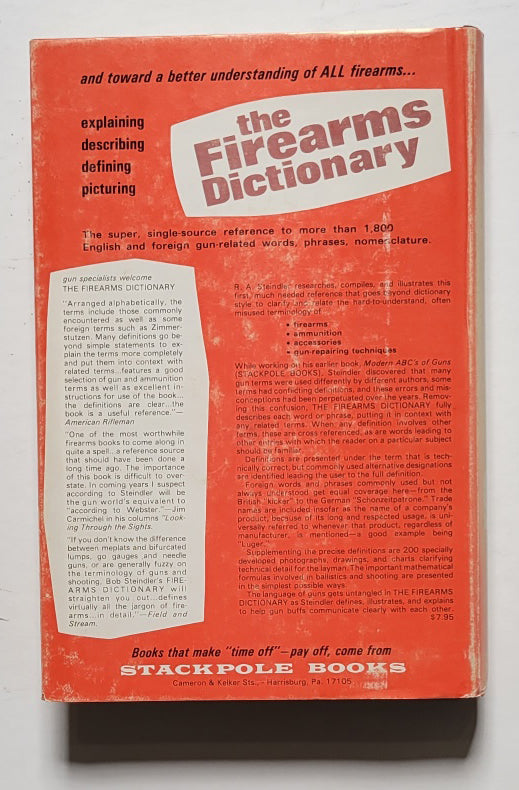 and toward a better understanding of ALL firearms...
explaining
describing
defining
picturing
the
Firearms
Dictionary
The super, single-source reference to more than 1,800
English and foreign gun-related words, phrases, nomenclature.
gun specialists welcome
THE FIREARMS DICTIONARY
"Arranged alphabetically, the
terms include those commonly
encountered as well as some
foreign terms such as Zimmer-
stutzen. Many definitions go be-
yond simple statements to ex-
plain the terms more completely
and put them into context with
related terms...features a good
selection of gun and ammunition
terms as well as excellent in-
structions for use of the book...
the definitions are clear...the
book is a useful reference."—
American Rifleman
"One of the most worthwhile
firearms books to come along in
quite a spell...a reference source
that should have been done a
long time ago. The importance
of this book is difficult to over-
state. In coming years I suspect
according to Steindler will be
the gun world's equivalent to
"according to Webster."—Jim
Carmichel in his columns "Look-
ing Through the Sights.
"If you don't know the difference
between meplats and bifurcated
lumps, go gauges and needle
guns, or are generally fuzzy on
the terminology of guns and
shooting, Bob Steindler's FIRE-
ARMS DICTIONARY will
straighten you out...defines
virtually all the jargon of fire-
arms...in detail."—Field and
Stream.
R. A. Steindler researches, compiles, and illustrates this
first, much needed reference that goes beyond dictionary
style to clarify and relate the hard-to-understand, often
misused terminology of
• firearms
• ammunition
• accessories
• gun-repairing techniques
While working on his earlier book, Modern ABC's of Guns
(STACKPOLE BOOKS), Steindler discovered that many
gun terms were used differently by different authors, some
terms had conflicting definitions, and these errors and mis-
conceptions had been perpetuated over the years. Remov-
ing this confusion, THE FIREARMS DICTIONARY fully
describes each word or phrase, putting it in context with
any related terms. When any definition involves other
terms, these are cross referenced, as are words leading to
other entries with which the reader on a particular subject
should be familiar.
Definitions are presented under the term that is tech-
nically correct, but commonly used alternative designations
are identified leading the user to the full definition.
Foreign words and phrases commonly used but not
always understood get equal coverage here—from the
British "kicker" to the German "Schonzeitpatrone." Trade
names are included insofar as the name of a company's
product, because of its long and respected usage, is uni-
versally referred to whenever that product, regardless of
manufacturer, is mentioned—a good example being
"Luger."
Supplementing the precise definitions are 200 specially
developed photographs, drawings, and charts clarifying
technical detail for the layman. The important mathematical
formulas involved in ballistics and shooting are presented
in the simplest possible ways.
The language of guns gets untangled in THE FIREARMS
DICTIONARY as Steindler defines, illustrates, and explains
to help gun buffs communicate clearly with each other.
$7.95
Books that make "time off"—pay off, come from
STACKPOLE BOOKS
Cameron & Kelker Sts., - Harrisburg, Pa. 17105